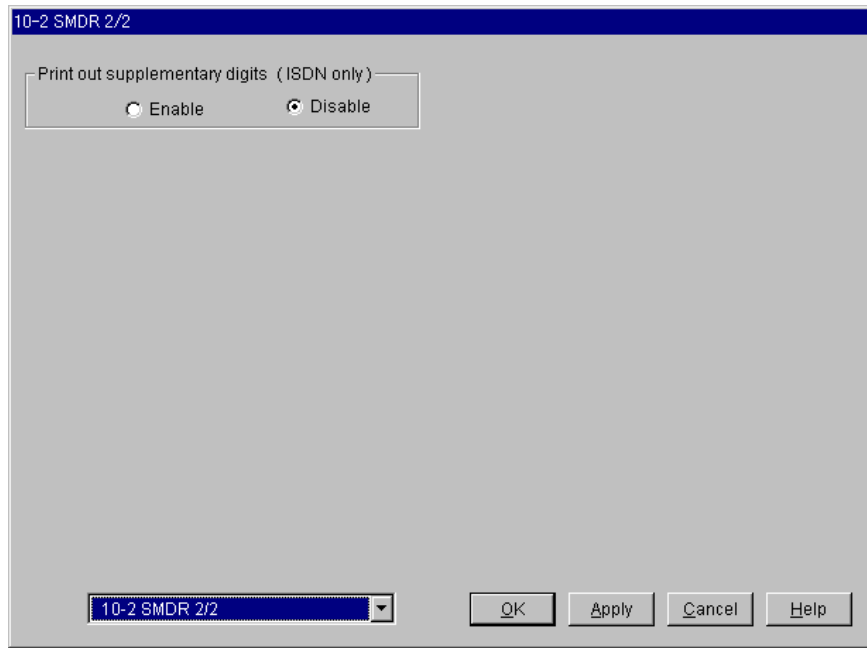 10-2 SMDR 2/2
Print out supplementary digits ( ISDN only )
Enable Disable
10-2 SMDR 2/2 OK Apply Cancel Help